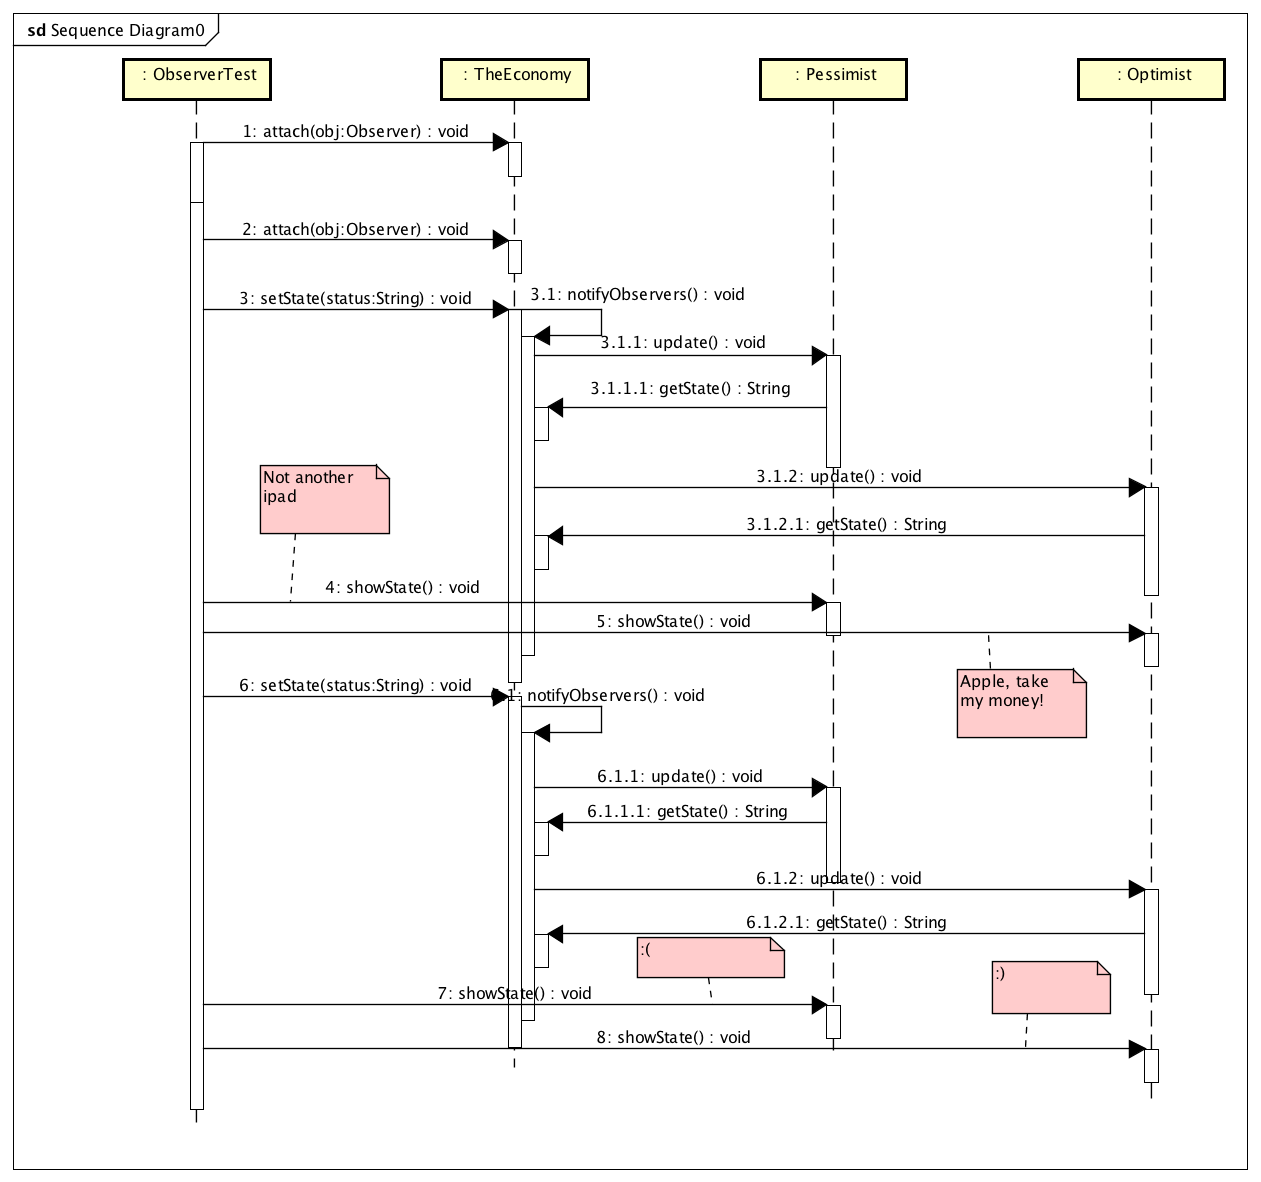 sd Sequence Diagram0
: ObserverTest
: TheEconomy
: Pessimist
: Optimist
1: attach(obj:Observer) : void
2: attach(obj:Observer) : void
3: setState(status:String) : void
3.1: notifyObservers() : void
3.1.1: update() : void
3.1.1.1: getState() : String
Not another
ipad
3.1.2: update() : void
3.1.2.1: getState() : String
4: showState() : void
5: showState() : void
6: setState(status:String) : void
1: notifyObservers() : void
Apple, take
my money!
6.1.1: update() : void
6.1.1.1: getState() : String
6.1.2: update() : void
6.1.2.1: getState() : String
:(
:)
7: showState() : void
8: showState() : void